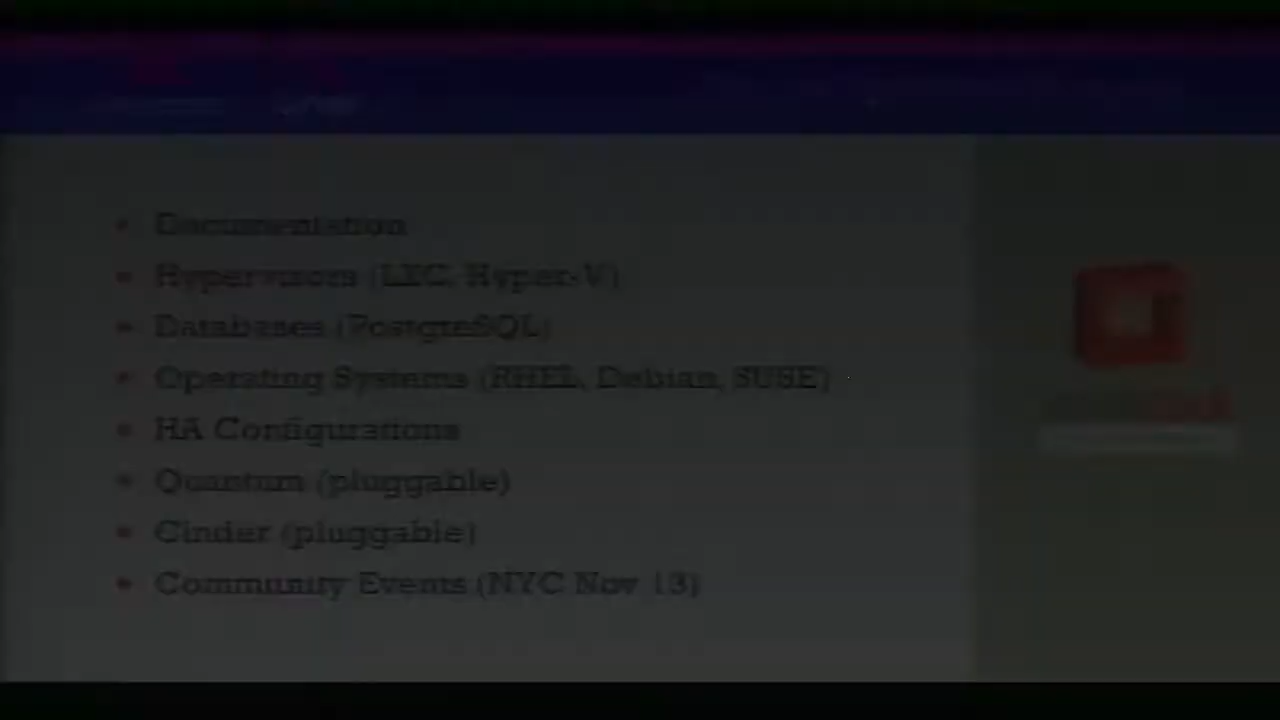 • Documentation
• Hypervisors (LXC, Hyper-V)
• Databases (PostgreSQL)
• Operating Systems (RHEL, Debian, SUSE)
• HA Configurations
• Quantum (pluggable)
• Cinder (pluggable)
• Community Events (NYC Nov 13)